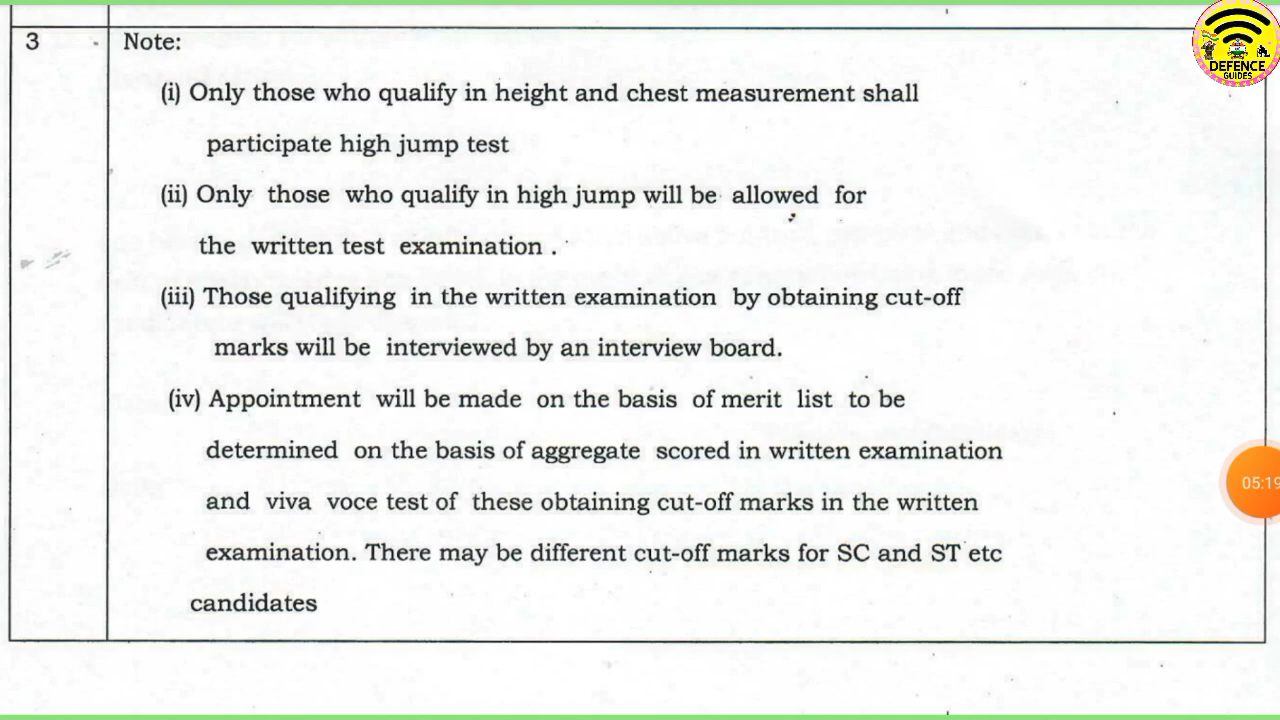 3 Note:
(i) Only those who qualify in height and chest measurement shall
participate high jump test
(ii) Only those who qualify in high jump will be allowed for
the written test examination .
(iii) Those qualifying in the written examination by obtaining cut-off
marks will be interviewed by an interview board.
(iv) Appointment will be made on the basis of merit list to be
determined on the basis of aggregate scored in written examination
and viva voce test of these obtaining cut-off marks in the written
examination. There may be different cut-off marks for SC and ST etc
candidates
DEFENCE
GUIDES
05:19